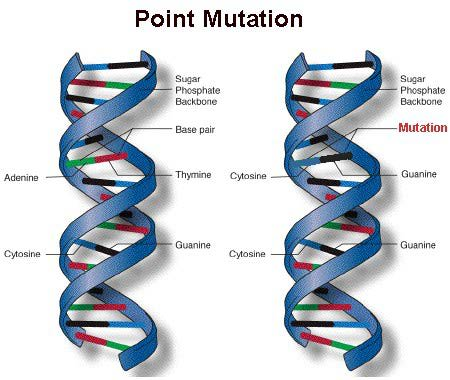 Point Mutation
Sugar
Phosphate
Backbone
Base pair
Adenine
Thymine
Cytosine
Guanine
Sugar
Phosphate
Backbone
Mutation
Cytosine
Guanine
Cytosine
Guanine